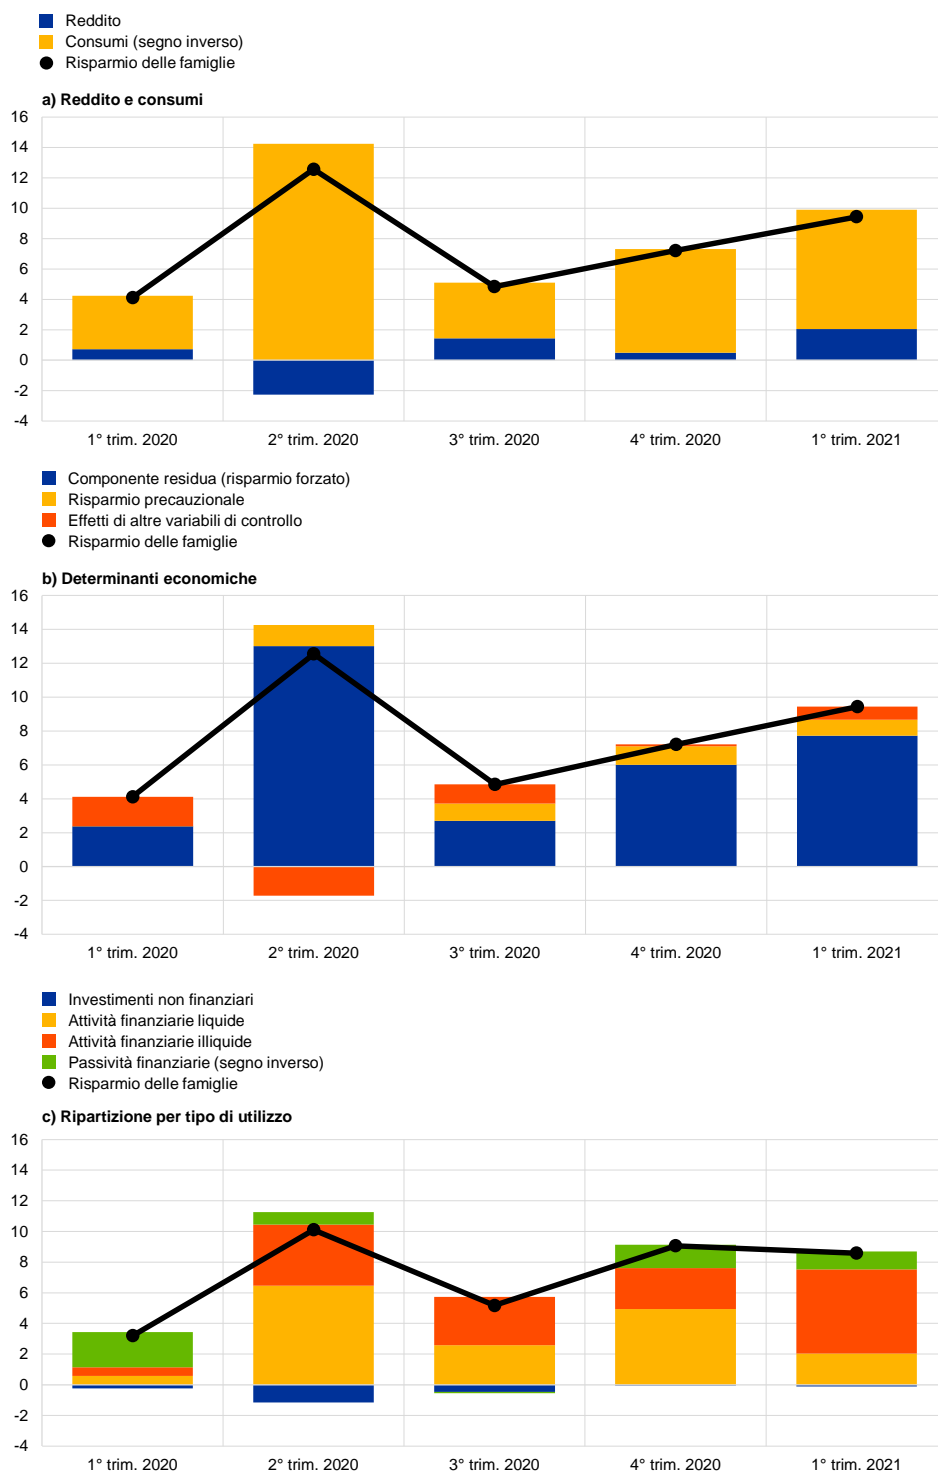 Reddito
Consumi (segno inverso)
Risparmio delle famiglie
a) Reddito e consumi
16
14
12
10
8
6
4
2
0
-2
-4
1° trim. 2020 2° trim. 2020 3° trim. 2020 4° trim. 2020 1° trim. 2021
Componente residua (risparmio forzato)
Risparmio precauzionale
Effetti di altre variabili di controllo
Risparmio delle famiglie
b) Determinanti economiche
16
14
12
10
8
6
4
2
0
-2
-4
1° trim. 2020 2° trim. 2020 3° trim. 2020 4° trim. 2020 1° trim. 2021
Investimenti non finanziari
Attività finanziarie liquide
Attività finanziarie illiquide
Passività finanziarie (segno inverso)
Risparmio delle famiglie
c) Ripartizione per tipo di utilizzo
16
14
12
10
8
6
4
2
0
-2
-4
1° trim. 2020 2° trim. 2020 3° trim. 2020 4° trim. 2020 1° trim. 2021